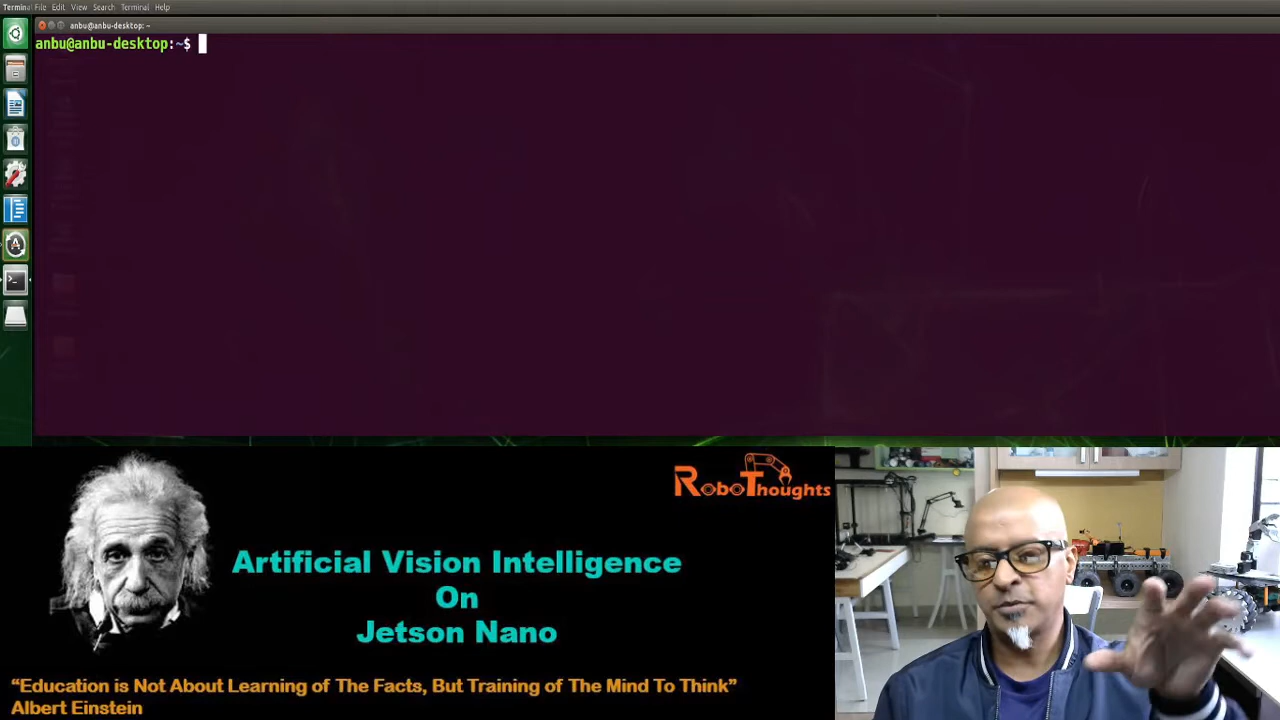 Terminal File Edit View Search Terminal Help
anbu@anbu-desktop: ~
anbu@anbu-desktop:~$
RoboThoughts
Artificial Vision Intelligence
On
Jetson Nano
“Education is Not About Learning of The Facts, But Training of The Mind To Think”
Albert Einstein